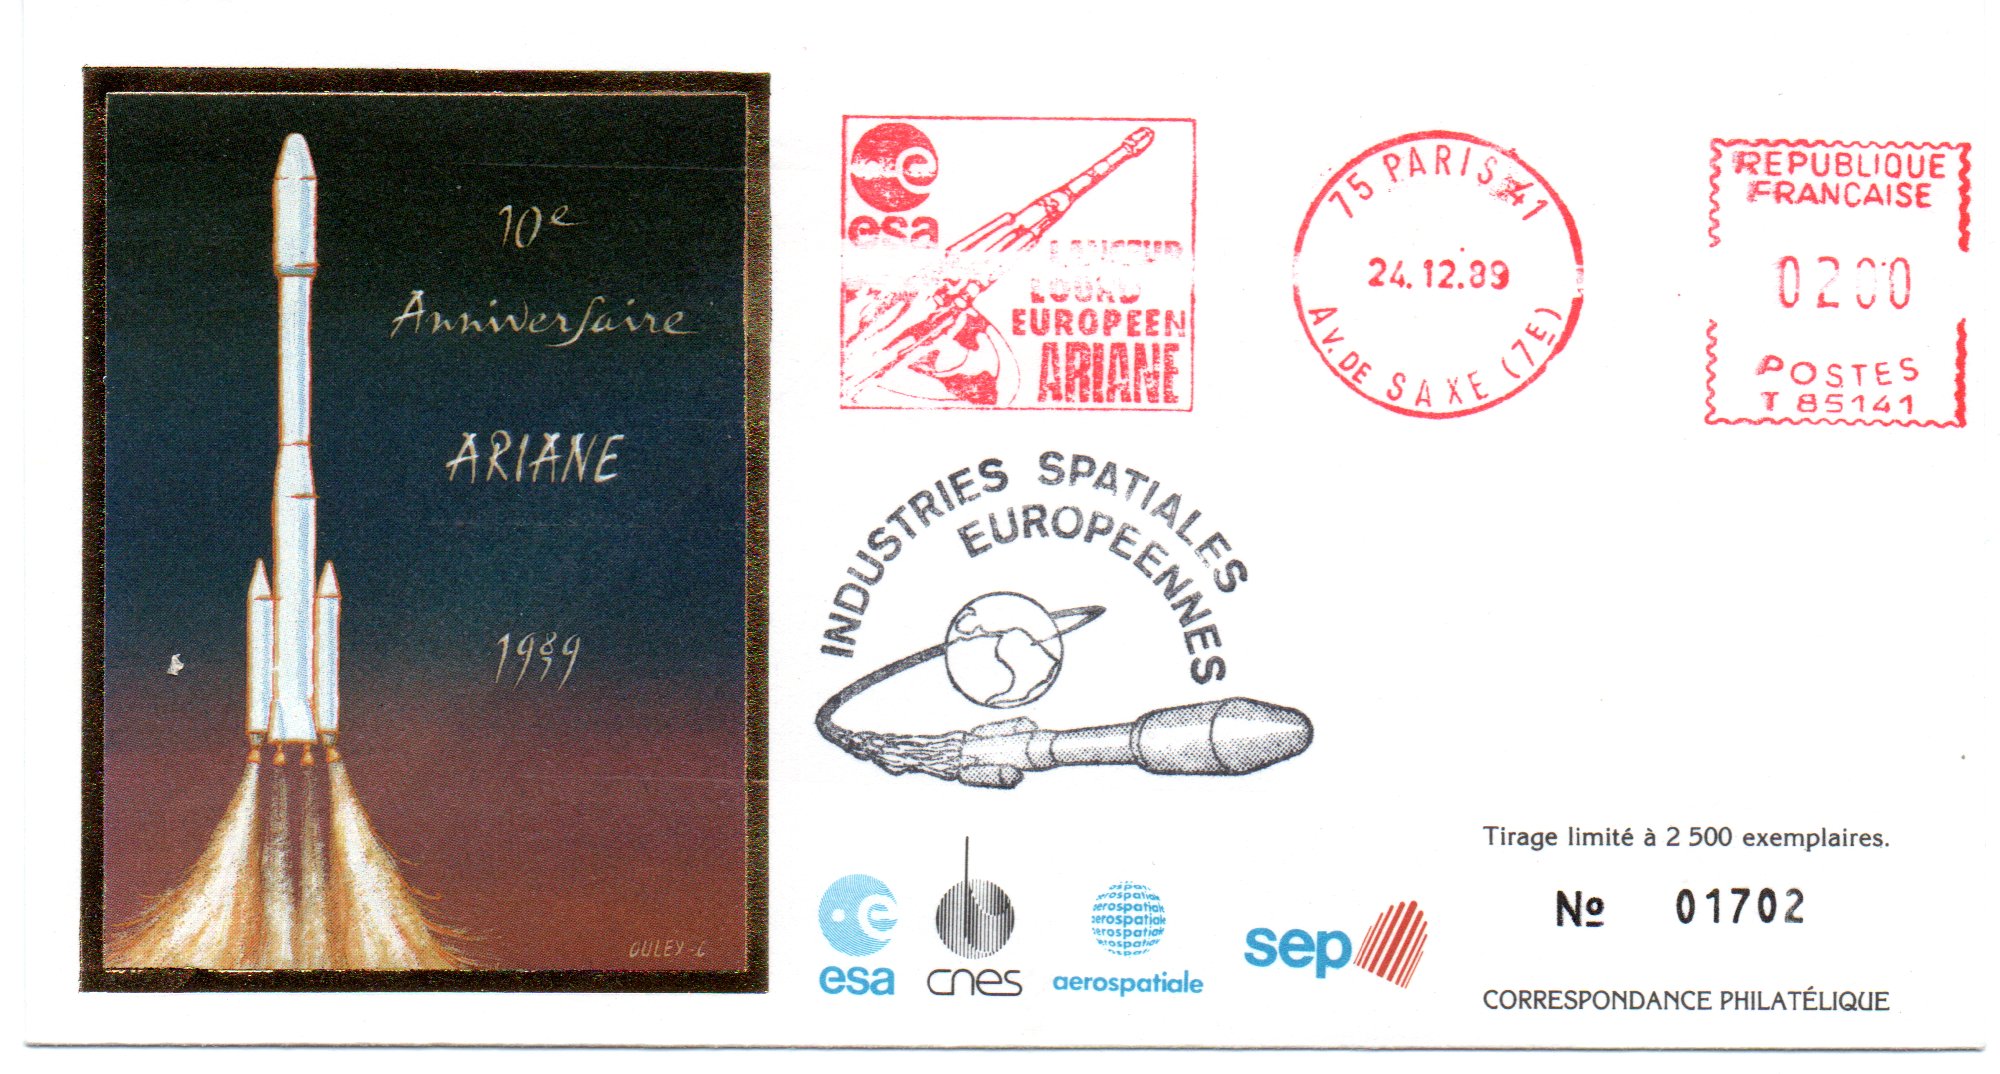 10e
Anniversaire
ARIANE
1989
OULEY-C
esa
LANCEUR
LOURD
EUROPEEN
ARIANE
75 PARIS 41
24.12.89
AV. DE SAXE (7E)
REPUBLIQUE
FRANCAISE
0200
POSTES
T 85141
INDUSTRIES SPATIALES
EUROPEENNES
esa
cnes
aerospatiale
aerospatiale
sep
Tirage limité à 2 500 exemplaires.
No 01702
CORRESPONDANCE PHILATÉLIQUE